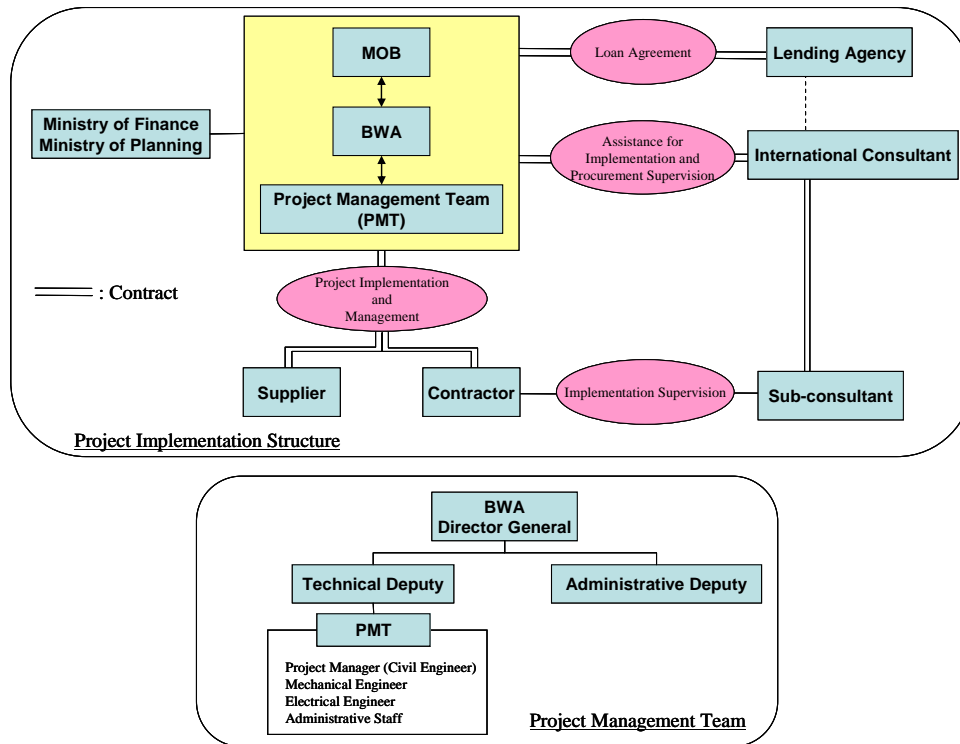 MOB
Loan Agreement
Lending Agency
Ministry of Finance
Ministry of Planning
BWA
Assistance for
Implementation and
Procurement Supervision
International Consultant
Project Management Team
(PMT)
Project Implementation
and
Management
: Contract
Supplier
Contractor
Implementation Supervision
Sub-consultant
Project Implementation Structure
BWA
Director General
Technical Deputy
Administrative Deputy
PMT
Project Manager (Civil Engineer)
Mechanical Engineer
Electrical Engineer
Administrative Staff
Project Management Team